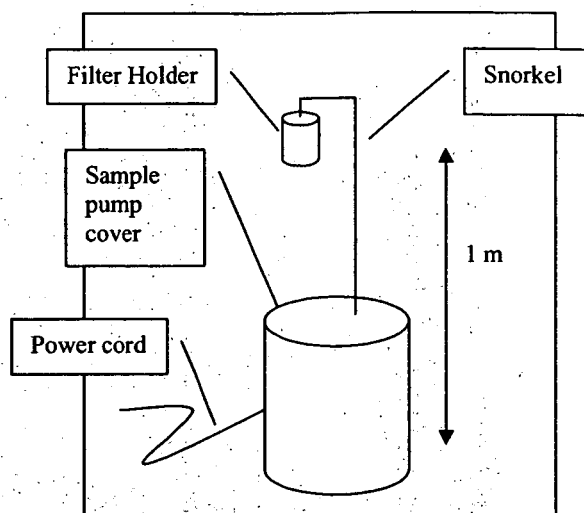 Filter Holder
Snorkel
Sample
pump
cover
1 m
Power cord